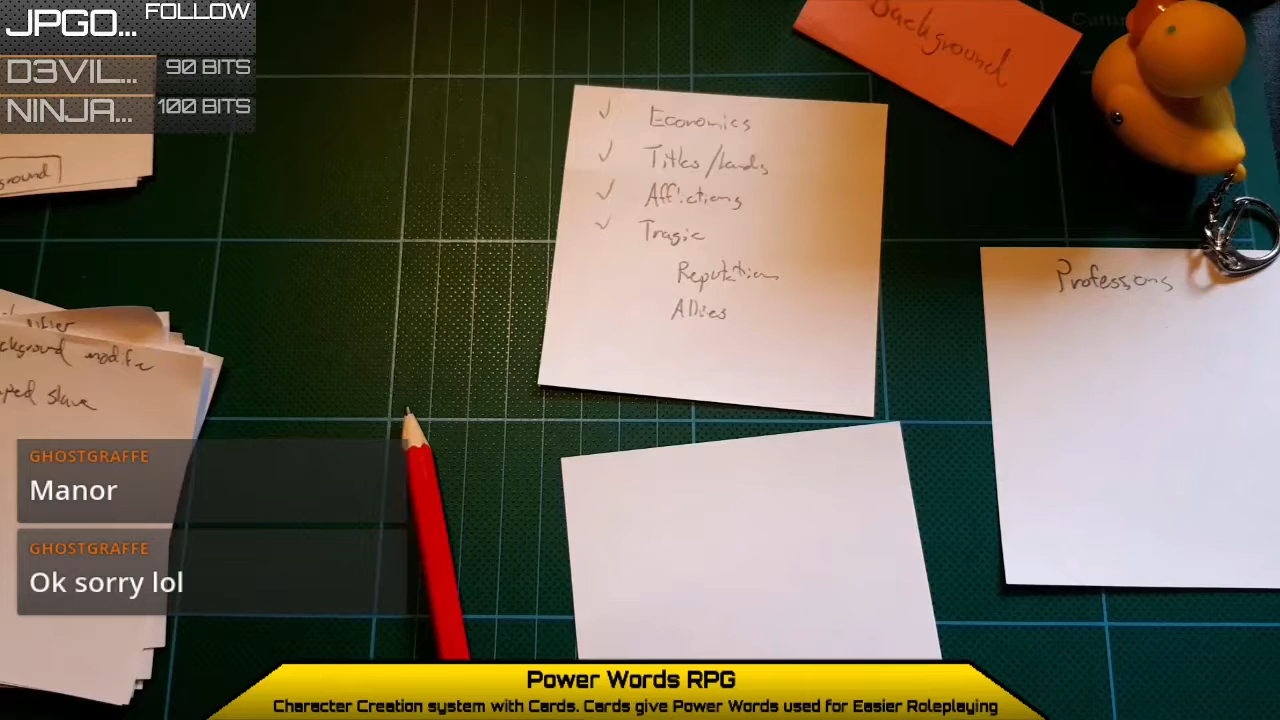 JPGO...
FOLLOW
D3VIL...
90 BITS
NINJA...
100 BITS
Background
✓ Economics
✓ Titles/Lands
✓ Afflictions
✓ Tragic
Reputation
Allies
Professions
GHOSTGRAFFE
Manor
GHOSTGRAFFE
Ok sorry lol
Power Words RPG
Character Creation system with Cards. Cards give Power Words used for Easier Roleplaying